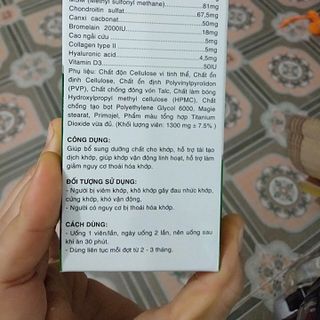 MSM (Methyl sulfonyl methane) 81mg
Chondroitin sulfat 67,5mg
Canxi cacbonat 50mg
Bromelain 2000IU 18mg
Cao ngải cứu 5mg
Collagen type II 5mg
Hyaluronic acid 4,5mg
Vitamin D3 50IU
Phụ liệu: Chất độn Cellulose vi tinh thể, Chất ổn
định Cellulose, Chất ổn định Polyvinylpyrolidon
(PVP), Chất chống đông vón Talc, Chất làm bóng
Hydroxylpropyl methyl cellulose (HPMC), Chất
chống tạo bọt Polyethylene Glycol 6000, Magie
stearat, Primojel, Phẩm màu tổng hợp Titanium
Dioxide vừa đủ. (Khối lượng viên: 1300 mg ± 7.5% )
CÔNG DỤNG:
Giúp bổ sung dưỡng chất cho khớp, hỗ trợ tái tạo
dịch khớp, giúp khớp vận động linh hoạt, hỗ trợ làm
giảm nguy cơ thoái hóa khớp.
ĐỐI TƯỢNG SỬ DỤNG:
- Người bị viêm khớp, khô khớp gây đau nhức khớp,
cứng khớp, khó vận động.
- Người có nguy cơ bị thoái hóa khớp.
CÁCH DÙNG:
- Uống 1 viên/lần, ngày uống 2 lần, nên uống sau
khi ăn 30 phút.
- Dùng liên tục mỗi đợt từ 2 - 3 tháng.